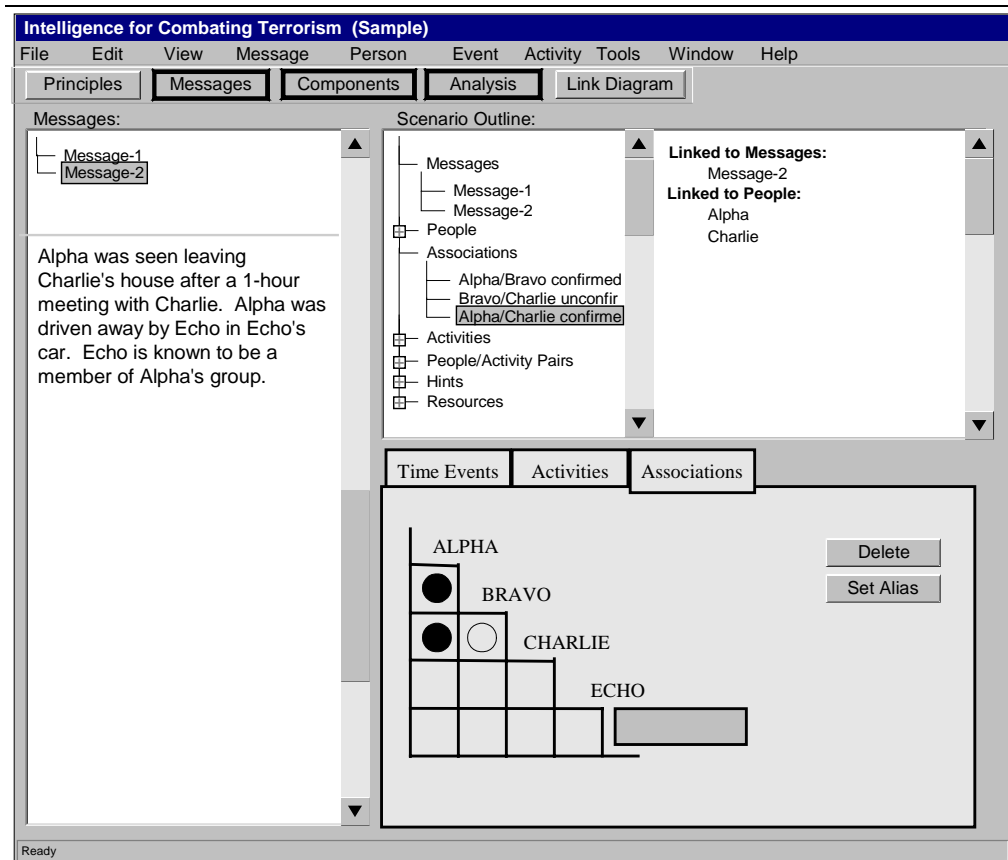 Intelligence for Combating Terrorism (Sample)
File Edit View Message Person Event Activity Tools Window Help
Principles Messages Components Analysis Link Diagram
Messages:
Message-1
Message-2
Alpha was seen leaving
Charlie's house after a 1-hour
meeting with Charlie. Alpha was
driven away by Echo in Echo's
car. Echo is known to be a
member of Alpha's group.
Scenario Outline:
Messages
Message-1
Message-2
People
Associations
Alpha/Bravo confirmed
Bravo/Charlie unconfir
Alpha/Charlie confirme
Activities
People/Activity Pairs
Hints
Resources
Linked to Messages:
Message-2
Linked to People:
Alpha
Charlie
Time Events Activities Associations
ALPHA
BRAVO
CHARLIE
ECHO
Delete
Set Alias
Ready